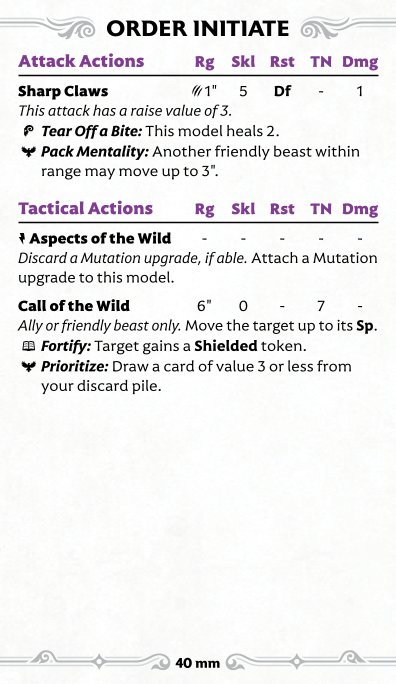 ORDER INITIATE
Attack Actions Rg Skl Rst TN Dmg
Sharp Claws 1" 5 Df - 1
This attack has a raise value of 3.
Tear Off a Bite: This model heals 2.
Pack Mentality: Another friendly beast within
range may move up to 3".
Tactical Actions Rg Skl Rst TN Dmg
Aspects of the Wild - - - - -
Discard a Mutation upgrade, if able. Attach a Mutation
upgrade to this model.
Call of the Wild 6" 0 - 7 -
Ally or friendly beast only. Move the target up to its Sp.
Fortify: Target gains a Shielded token.
Prioritize: Draw a card of value 3 or less from
your discard pile.
40 mm